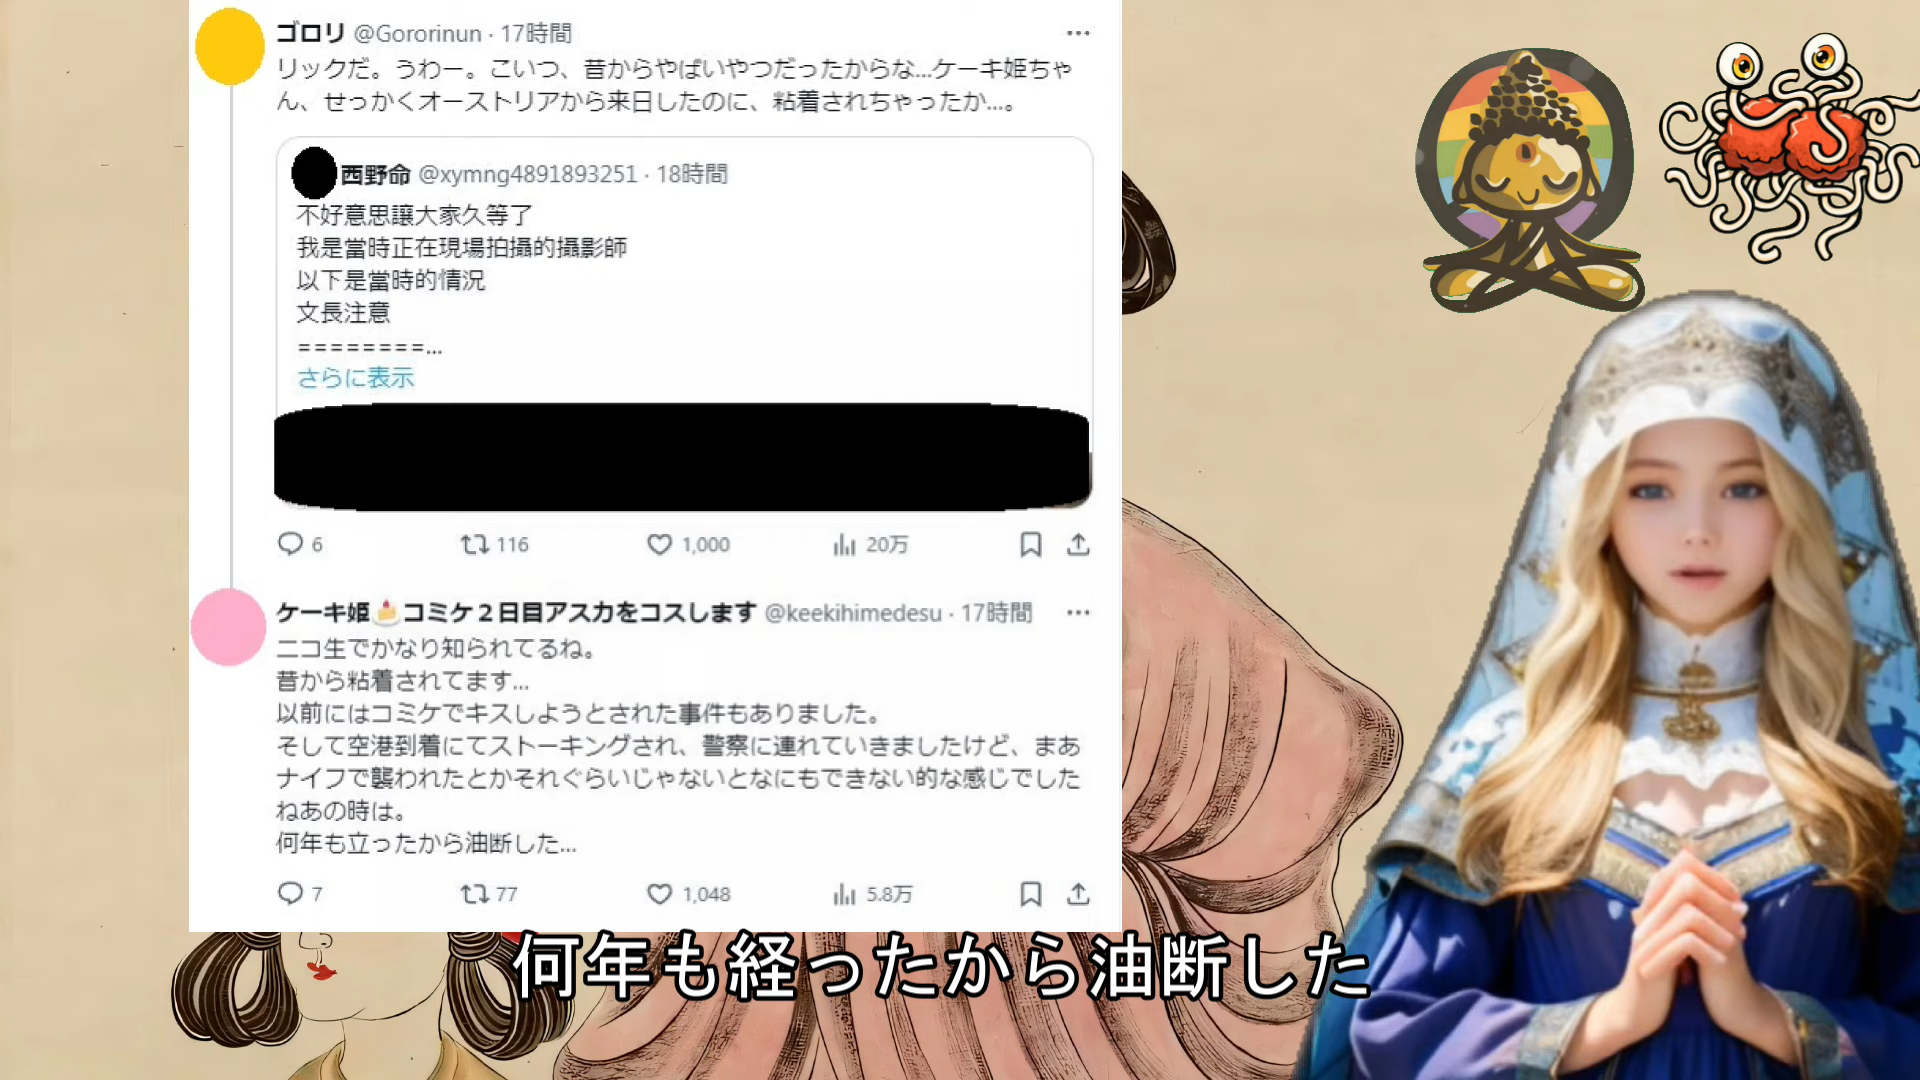 ゴロリ @Gororinun · 17時間
リックだ。うわー。こいつ、昔からやばいやつだったからな...ケーキ姫ちゃ
ん、せっかくオーストリアから来日したのに、粘着されちゃったか...。
西野命 @xymng4891893251 · 18時間
不好意思讓大家久等了
我是當時正在現場拍攝的攝影師
以下是當時的情況
文長注意
========...
さらに表示
6 116 1,000 20万
ケーキ姫🍰コミケ2日目アスカをコスします @keekihimedesu · 17時間
ニコ生でかなり知られてるね。
昔から粘着されてます...
以前にはコミケでキスしようとされた事件もありました。
そして空港到着にてストーキングされ、警察に連れていきましたけど、まあ
ナイフで襲われたとかそれぐらいじゃないとなにもできない的な感じでした
ねあの時は。
何年も立ったから油断した...
7 77 1,048 5.8万
何年も経ったから油断した